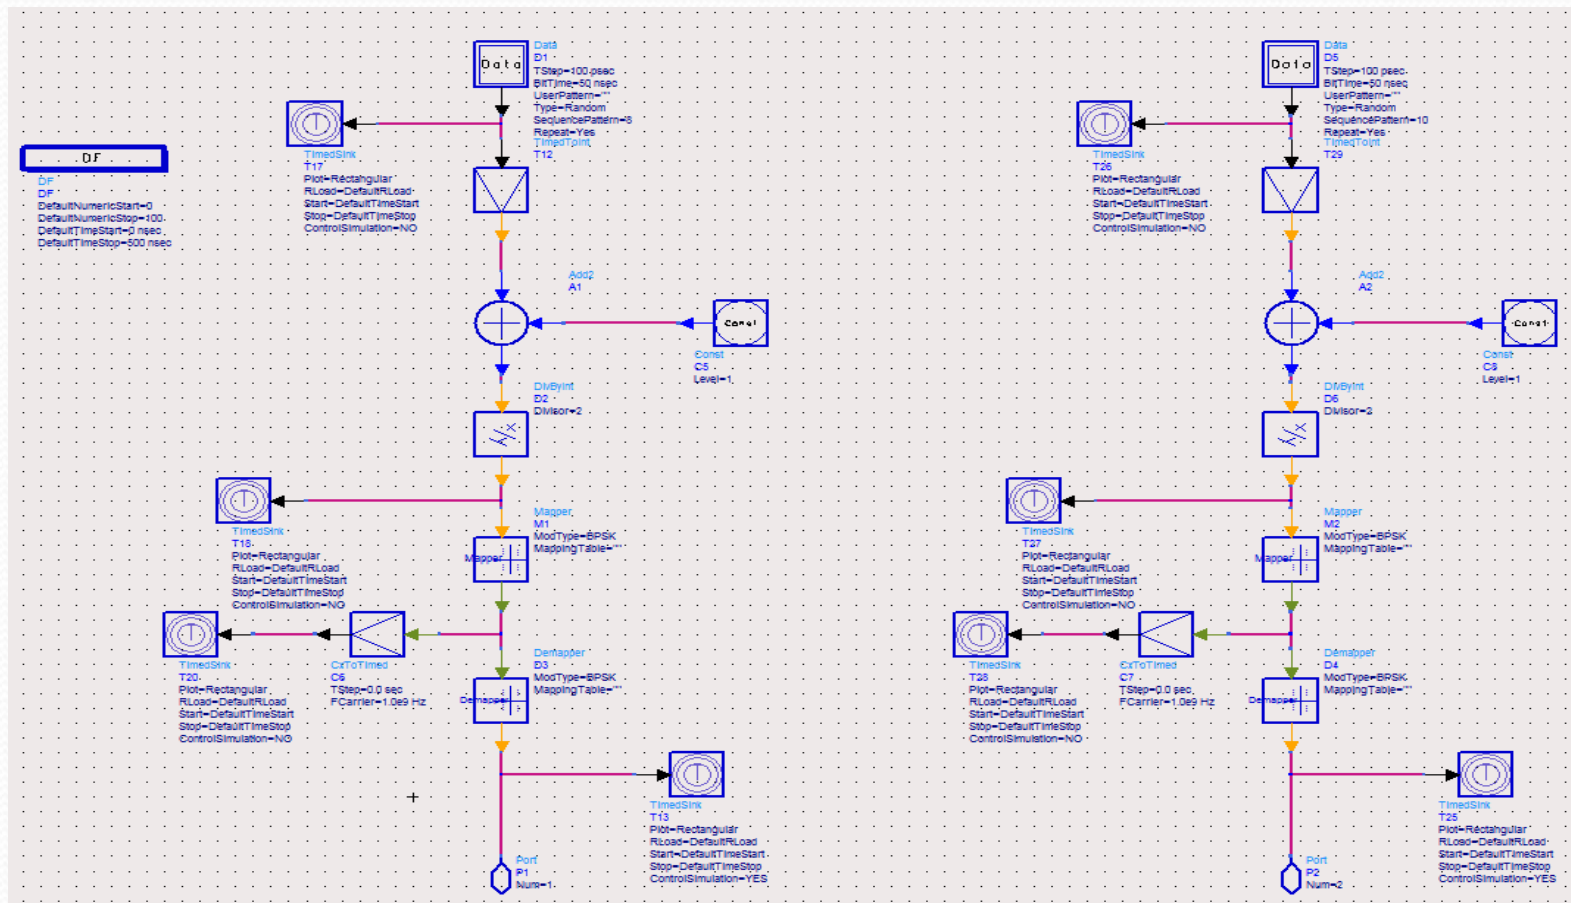 Data
Data
D1
TStep=100 psec
BitTime=50 nsec
UserPattern=""
Type=Random
SequencePattern=8
Repeat=Yes
TimedSink
T17
Plot=Rectangular
RLoad=DefaultRLoad
Start=DefaultTimeStart
Stop=DefaultTimeStop
ControlSimulation=NO
TimedToInt
T12
DF
DF
DF
DefaultNumericStart=0
DefaultNumericStop=100
DefaultTimeStart=0 nsec
DefaultTimeStop=500 nsec
Add2
A1
Const
Const
C5
Level=1
DivByInt
D2
Divisor=2
TimedSink
T18
Plot=Rectangular
RLoad=DefaultRLoad
Start=DefaultTimeStart
Stop=DefaultTimeStop
ControlSimulation=NO
Mapper
M1
ModType=BPSK
MappingTable=""
Mapper
TimedSink
T20
Plot=Rectangular
RLoad=DefaultRLoad
Start=DefaultTimeStart
Stop=DefaultTimeStop
ControlSimulation=NO
CxToTimed
C6
TStep=0.0 sec
FCarrier=1.0e9 Hz
Demapper
D3
ModType=BPSK
MappingTable=""
Demapper
TimedSink
T13
Plot=Rectangular
RLoad=DefaultRLoad
Start=DefaultTimeStart
Stop=DefaultTimeStop
ControlSimulation=YES
Port
P1
Num=1
Data
Data
D5
TStep=100 psec
BitTime=50 nsec
UserPattern=""
Type=Random
SequencePattern=10
Repeat=Yes
TimedSink
T26
Plot=Rectangular
RLoad=DefaultRLoad
Start=DefaultTimeStart
Stop=DefaultTimeStop
ControlSimulation=NO
TimedToInt
T29
Add2
A2
Const
Const
C8
Level=1
DivByInt
D6
Divisor=2
TimedSink
T27
Plot=Rectangular
RLoad=DefaultRLoad
Start=DefaultTimeStart
Stop=DefaultTimeStop
ControlSimulation=NO
Mapper
M2
ModType=BPSK
MappingTable=""
Mapper
TimedSink
T28
Plot=Rectangular
RLoad=DefaultRLoad
Start=DefaultTimeStart
Stop=DefaultTimeStop
ControlSimulation=NO
CxToTimed
C7
TStep=0.0 sec
FCarrier=1.0e9 Hz
Demapper
D4
ModType=BPSK
MappingTable=""
Demapper
TimedSink
T25
Plot=Rectangular
RLoad=DefaultRLoad
Start=DefaultTimeStart
Stop=DefaultTimeStop
ControlSimulation=YES
Port
P2
Num=2